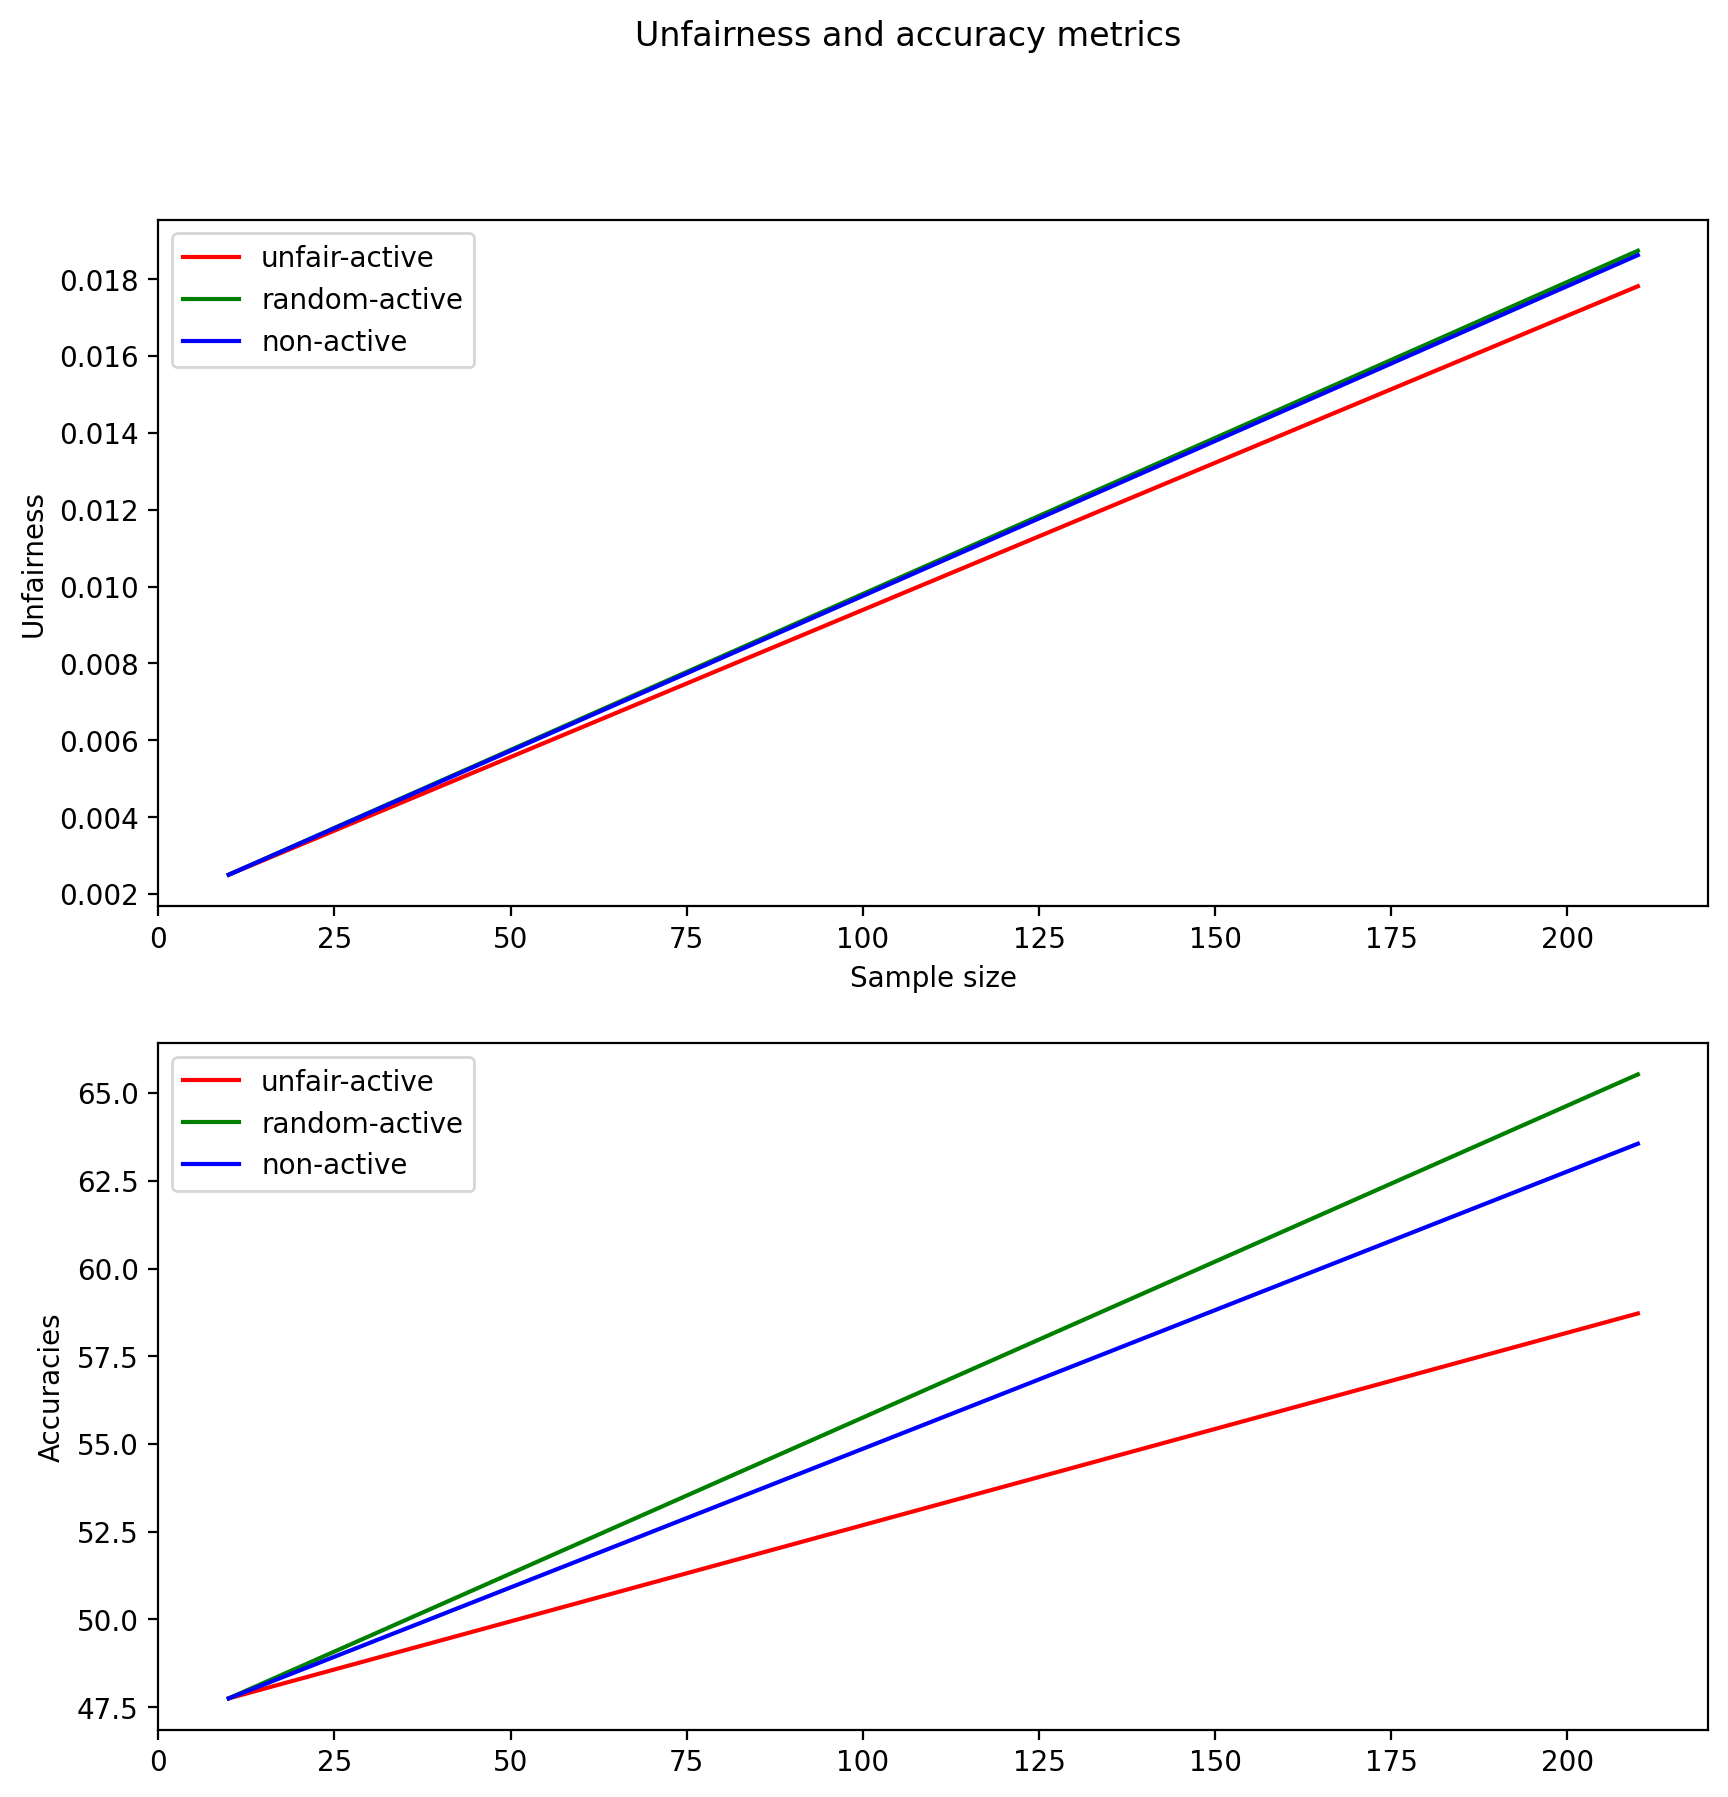 Unfairness and accuracy metrics
unfair-active
random-active
non-active
0.018
0.016
0.014
0.012
0.010
0.008
0.006
0.004
0.002
Unfairness
0 25 50 75 100 125 150 175 200
Sample size
unfair-active
random-active
non-active
65.0
62.5
60.0
57.5
55.0
52.5
50.0
47.5
Accuracies
0 25 50 75 100 125 150 175 200